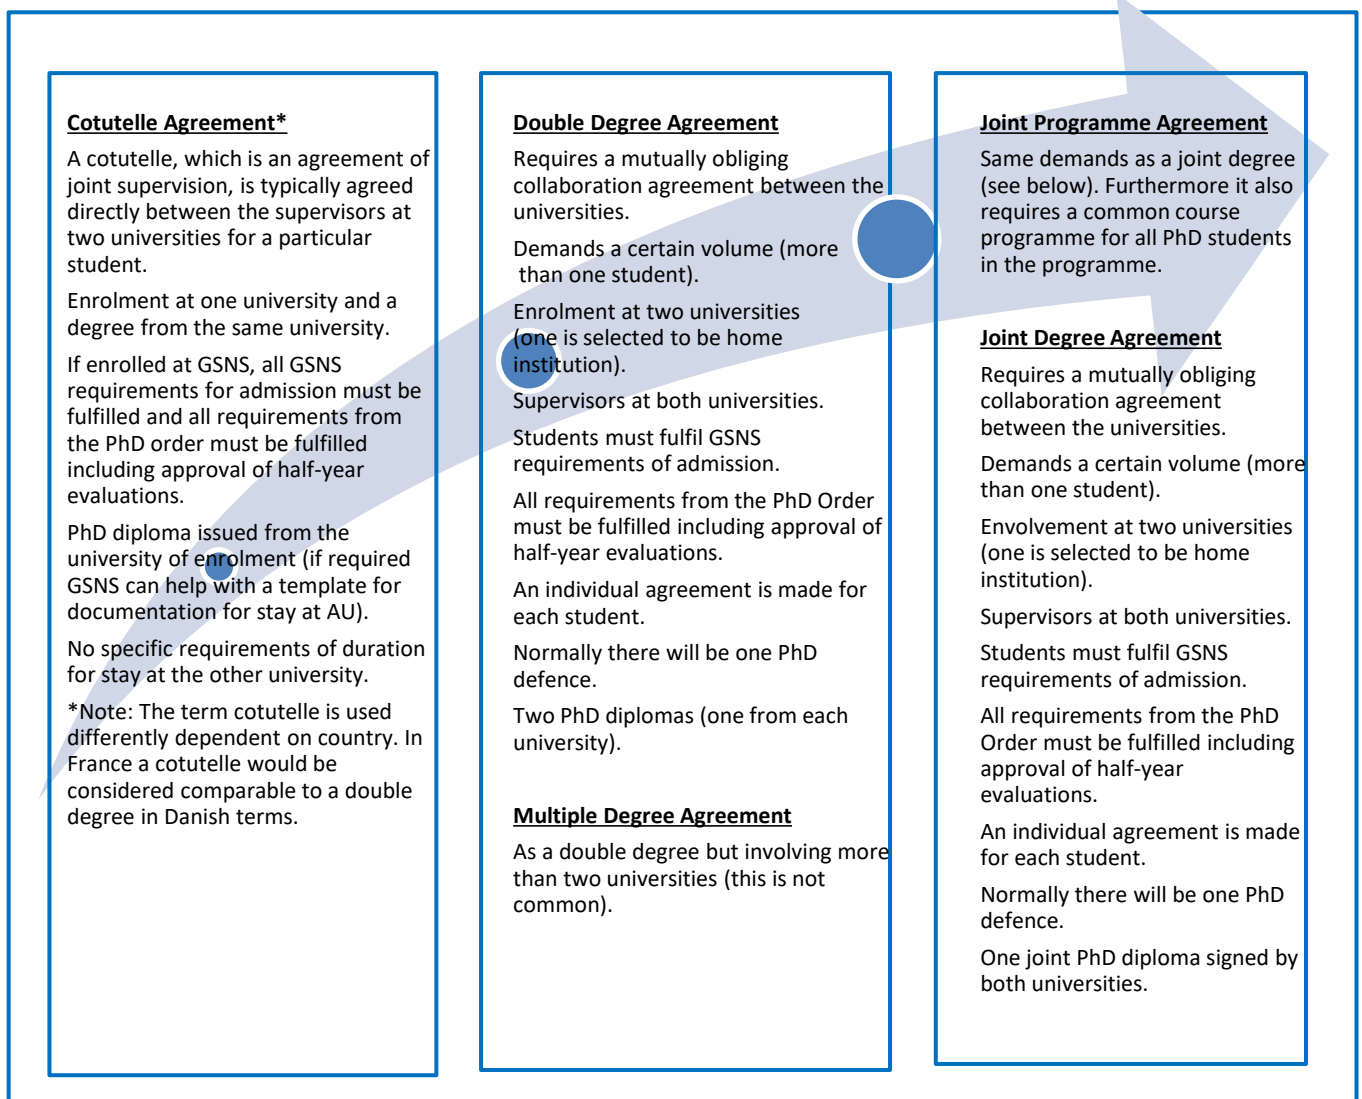 Cotutelle Agreement*
A cotutelle, which is an agreement of
joint supervision, is typically agreed
directly between the supervisors at
two universities for a particular
student.
Enrolment at one university and a
degree from the same university.
If enrolled at GSNS, all GSNS
requirements for admission must be
fulfilled and all requirements from
the PhD order must be fulfilled
including approval of half-year
evaluations.
PhD diploma issued from the
university of enrolment (if required
GSNS can help with a template for
documentation for stay at AU).
No specific requirements of duration
for stay at the other university.
*Note: The term cotutelle is used
differently dependent on country. In
France a cotutelle would be
considered comparable to a double
degree in Danish terms.
Double Degree Agreement
Requires a mutually obliging
collaboration agreement between the
universities.
Demands a certain volume (more
than one student).
Enrolment at two universities
(one is selected to be home
institution).
Supervisors at both universities.
Students must fulfil GSNS
requirements of admission.
All requirements from the PhD Order
must be fulfilled including approval of
half-year evaluations.
An individual agreement is made for
each student.
Normally there will be one PhD
defence.
Two PhD diplomas (one from each
university).
Multiple Degree Agreement
As a double degree but involving more
than two universities (this is not
common).
Joint Programme Agreement
Same demands as a joint degree
(see below). Furthermore it also
requires a common course
programme for all PhD students
in the programme.
Joint Degree Agreement
Requires a mutually obliging
collaboration agreement
between the universities.
Demands a certain volume (more
than one student).
Envolvement at two universities
(one is selected to be home
institution).
Supervisors at both universities.
Students must fulfil GSNS
requirements of admission.
All requirements from the PhD
Order must be fulfilled including
approval of half-year
evaluations.
An individual agreement is made
for each student.
Normally there will be one PhD
defence.
One joint PhD diploma signed by
both universities.